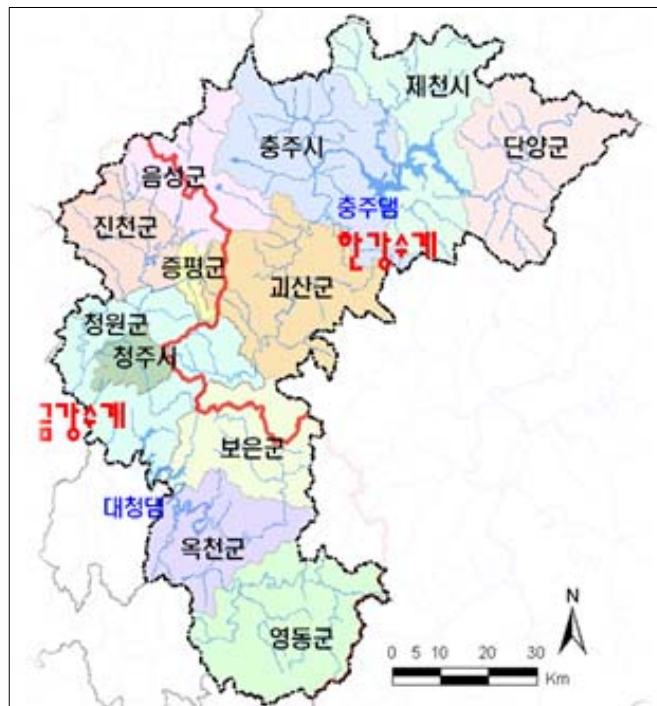 제천시
충주시
단양군
음성군
충주댐
진천군
한강수계
증평군
괴산군
청원군
청주시
금강수계
보은군
대청댐
옥천군
N
영동군
0 5 10 20 30
Km